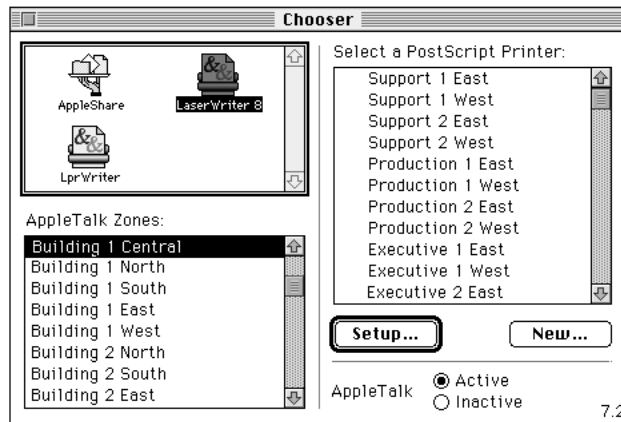 Chooser
AppleShare
LaserWriter 8
LprWriter
AppleTalk Zones:
Building 1 Central
Building 1 North
Building 1 South
Building 1 East
Building 1 West
Building 2 North
Building 2 South
Building 2 East
Select a PostScript Printer:
Support 1 East
Support 1 West
Support 2 East
Support 2 West
Production 1 East
Production 1 West
Production 2 East
Production 2 West
Executive 1 East
Executive 1 West
Executive 2 East
Setup...
New...
AppleTalk
Active
Inactive
7.2